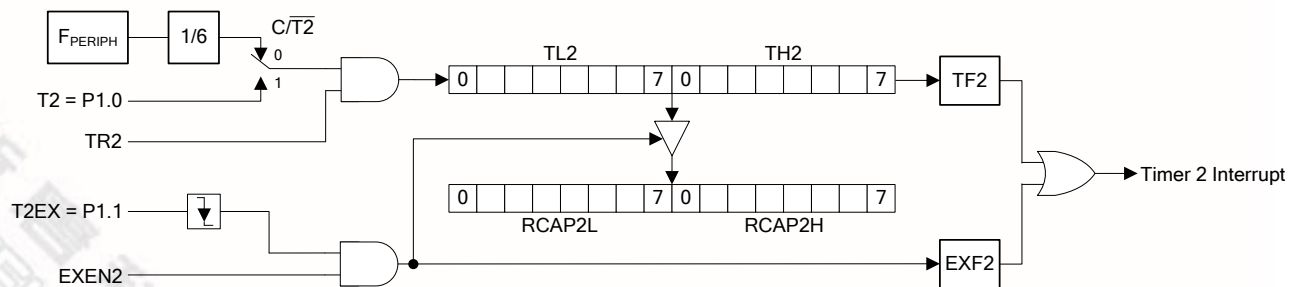 C/T2
FPERIPH 1/6 0
1
TL2 TH2
0 7 0 7 TF2
T2 = P1.0
TR2
Timer 2 Interrupt
T2EX = P1.1
0 7 0 7
RCAP2L RCAP2H
EXEN2
EXF2